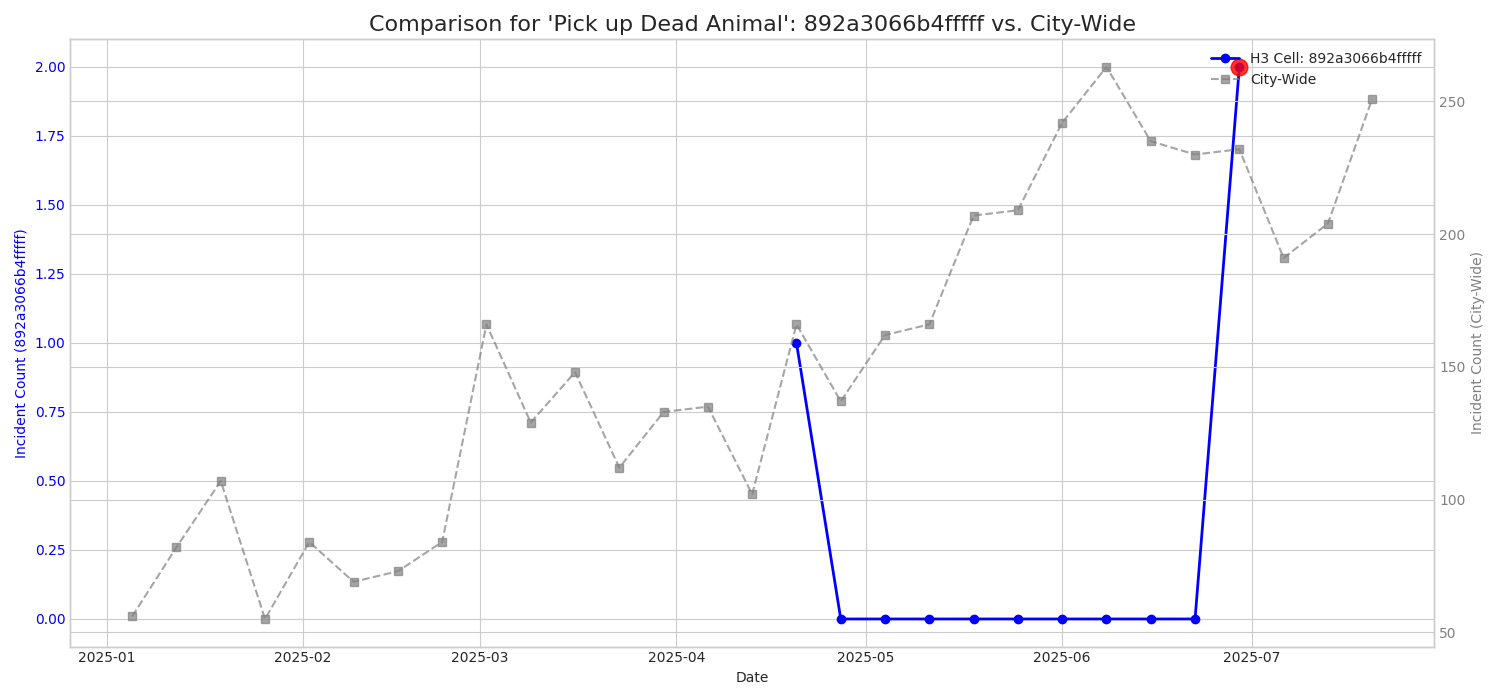 Comparison for 'Pick up Dead Animal': 892a3066b4fffff vs. City-Wide
H3 Cell: 892a3066b4fffff
City-Wide
Incident Count (892a3066b4fffff)
2.00
1.75
1.50
1.25
1.00
0.75
0.50
0.25
0.00
250
200
150
100
50
Incident Count (City-Wide)
2025-01 2025-02 2025-03 2025-04 2025-05 2025-06 2025-07
Date